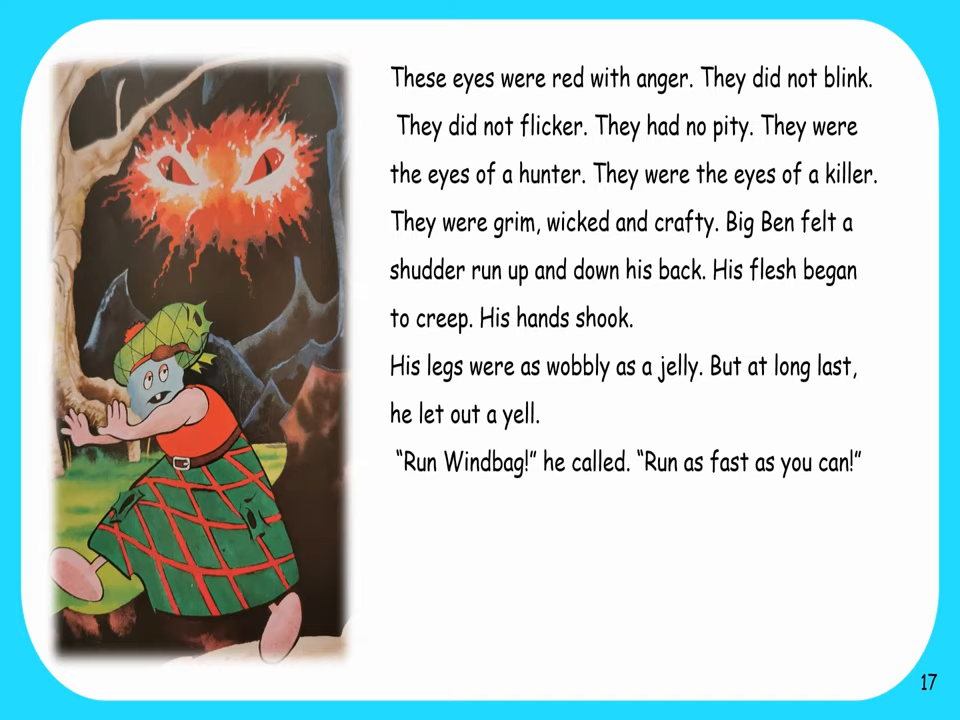 These eyes were red with anger. They did not blink.
They did not flicker. They had no pity. They were
the eyes of a hunter. They were the eyes of a killer.
They were grim, wicked and crafty. Big Ben felt a
shudder run up and down his back. His flesh began
to creep. His hands shook.
His legs were as wobbly as a jelly. But at long last,
he let out a yell.
“Run Windbag!” he called. “Run as fast as you can!”
17